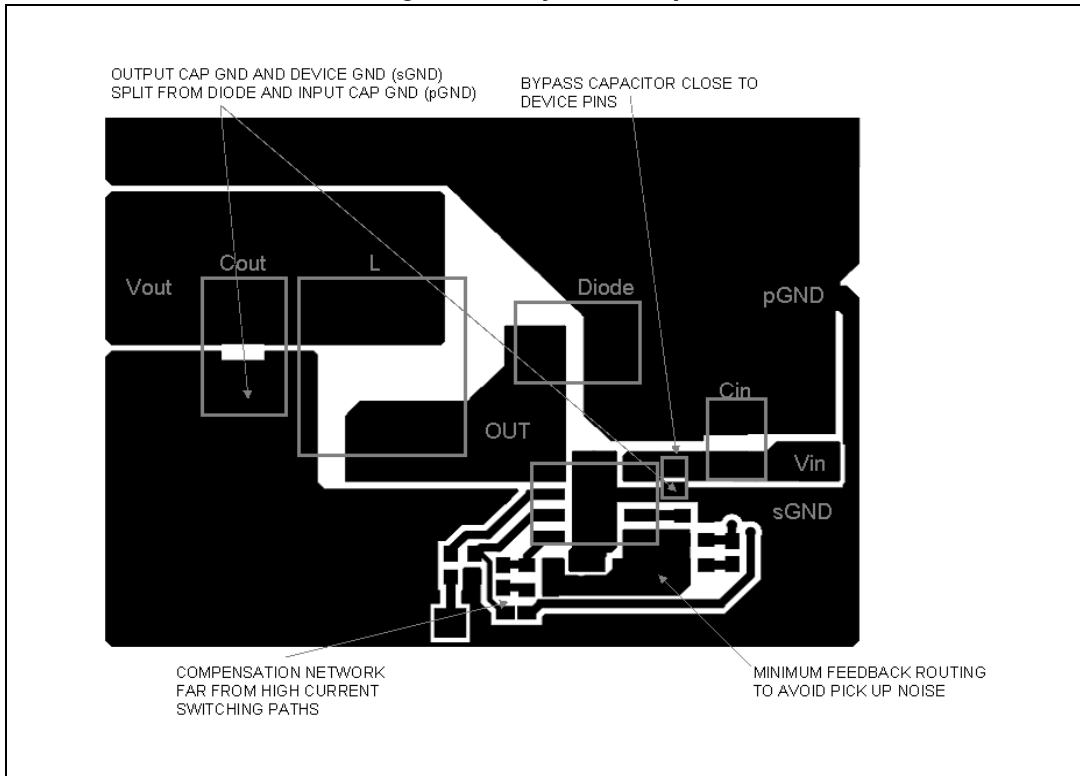 OUTPUT CAP GND AND DEVICE GND (sGND)
SPLIT FROM DIODE AND INPUT CAP GND (pGND)
BYPASS CAPACITOR CLOSE TO
DEVICE PINS
Cout
L
Vout
Diode
pGND
Cin
OUT
Vin
sGND
COMPENSATION NETWORK
FAR FROM HIGH CURRENT
SWITCHING PATHS
MINIMUM FEEDBACK ROUTING
TO AVOID PICK UP NOISE